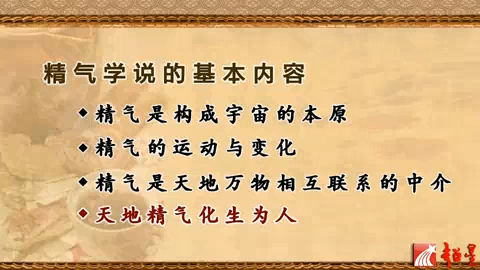 精气学说的基本内容
精气是构成宇宙的本原
精气的运动与变化
精气是天地万物相互联系的中介
天地精气化生为人
超星